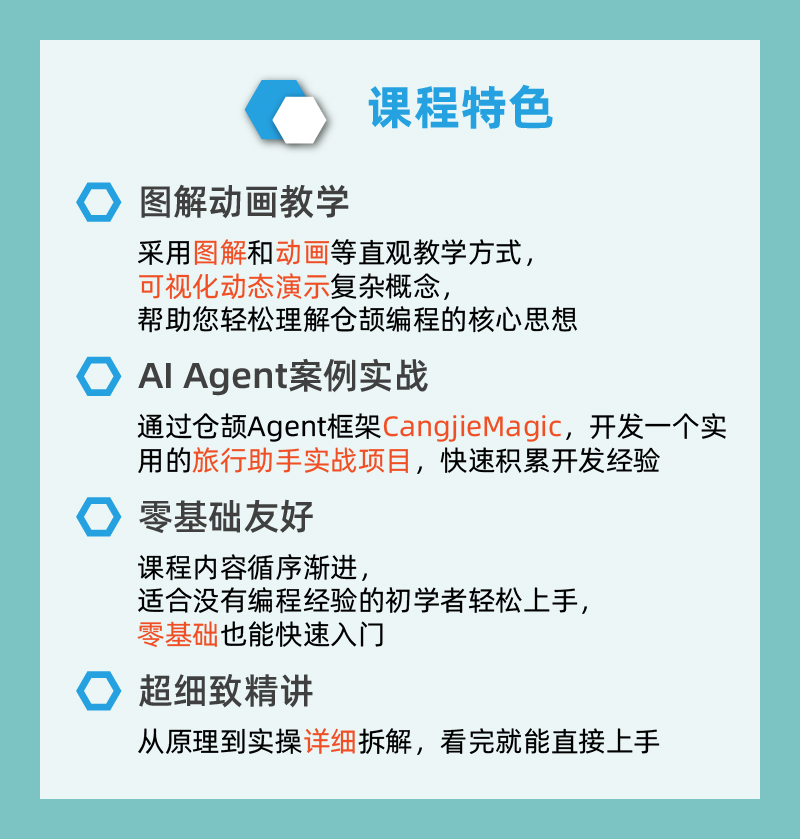 课程特色
图解动画教学
采用图解和动画等直观教学方式，
可视化动态演示复杂概念，
帮助您轻松理解仓颉编程的核心思想
AI Agent案例实战
通过仓颉Agent框架CangjieMagic，开发一个实
用的旅行助手实战项目，快速积累开发经验
零基础友好
课程内容循序渐进，
适合没有编程经验的初学者轻松上手，
零基础也能快速入门
超细致精讲
从原理到实操详细拆解，看完就能直接上手